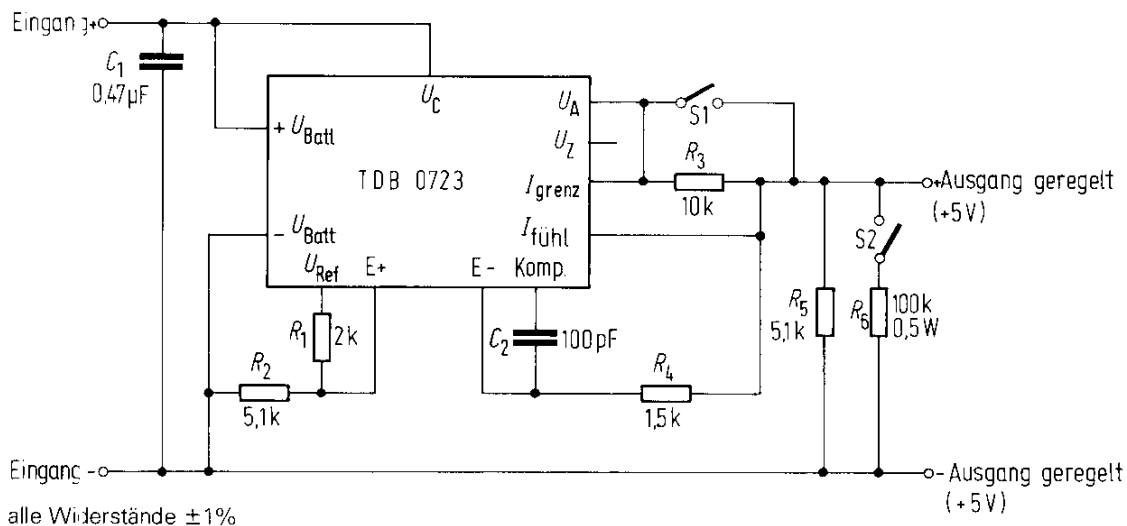 Eingang +
C1
0,47µF
UC
+ UBatt
UA
S1
UZ
TDB 0723
R3
Igrenz
10k
+Ausgang geregelt
(+5V)
- UBatt
Ifühl
S2
URef
E+
E-
Komp.
R1
2k
C2
100pF
R5
5,1k
R6
100k
0,5W
R2
5,1k
R4
1,5k
Eingang -
-Ausgang geregelt
(+5V)
alle Widerstände ±1%